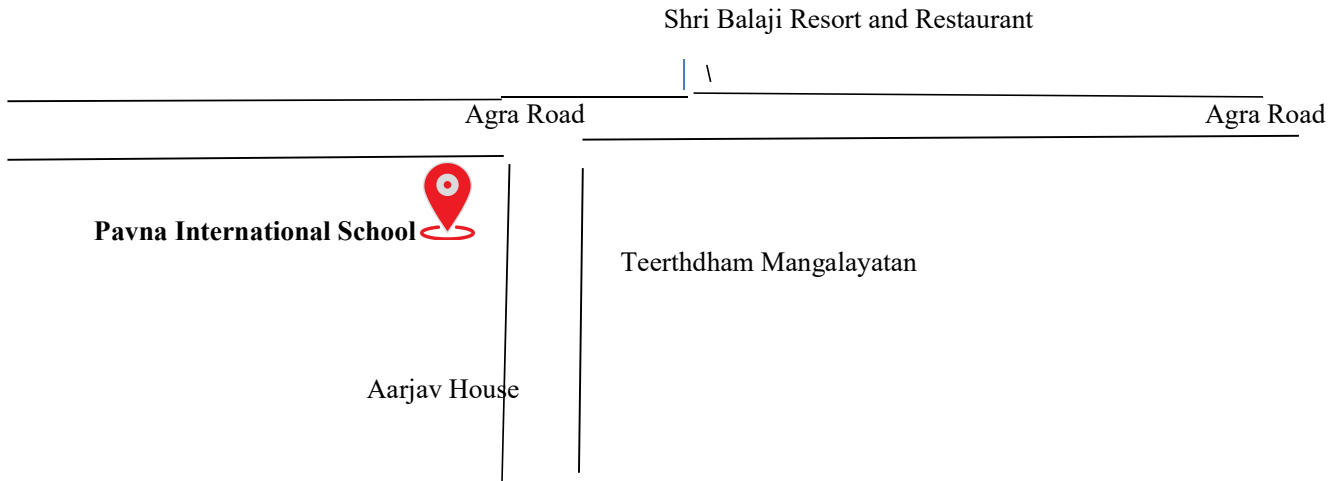 Shri Balaji Resort and Restaurant
Agra Road
Agra Road
Pavna International School
Teerthdham Mangalayatan
Aarjav House